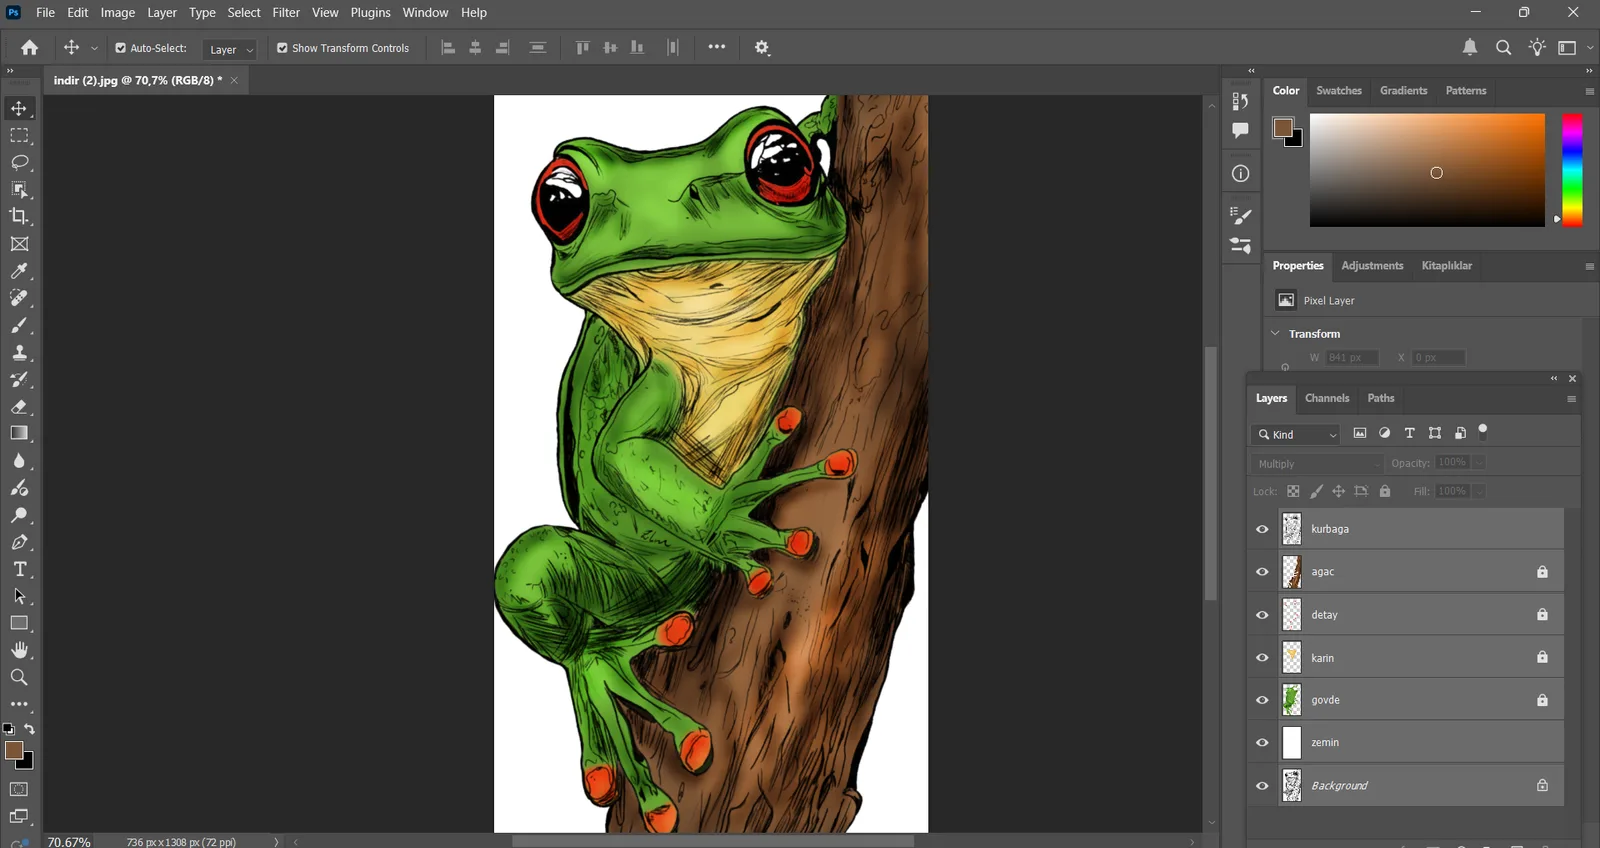 Ps File Edit Image Layer Type Select Filter View Plugins Window Help
Auto-Select: Layer Show Transform Controls
indir (2).jpg @ 70,7% (RGB/8) *
Color Swatches Gradients Patterns
Properties Adjustments Kitaplıklar
Pixel Layer
Transform
W 841 px X 0 px
Layers Channels Paths
Kind
Multiply Opacity: 100%
Lock: Fill: 100%
kurbaga
agac
detay
karin
govde
zemin
Background
70.67% 736 px x 1308 px (72 ppi)